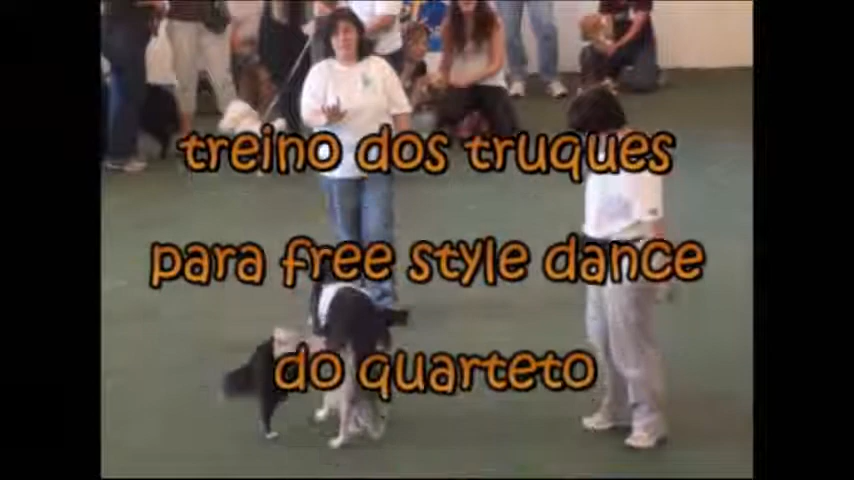 treino dos truques
para free style dance
do quarteto